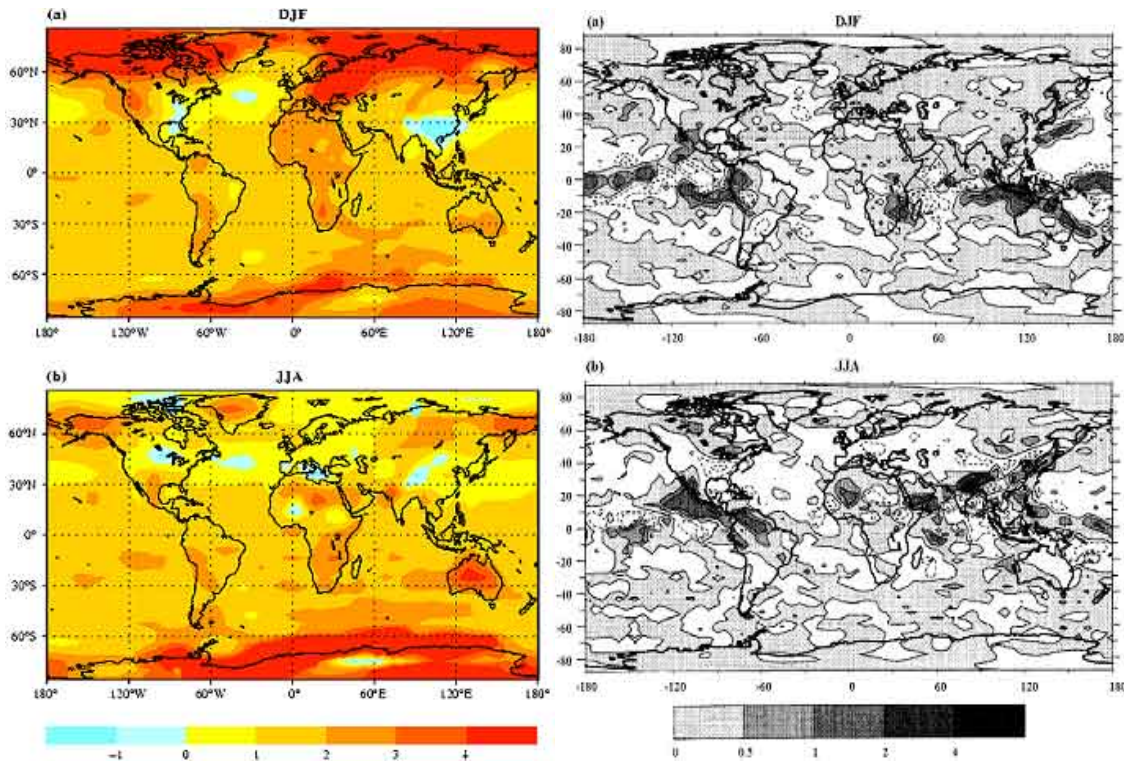 (a) DJF
60°N
30°N
0°
30°S
60°S
180° 120°W 60°W 0° 60°E 120°E 180°
(b) JJA
60°N
30°N
0°
30°S
60°S
180° 120°W 60°W 0° 60°E 120°E 180°
-1 0 1 2 3 4
(a) DJF
80
60
40
20
0
-20
-40
-60
-80
-180 -120 -60 0 60 120 180
(b) JJA
80
60
40
20
0
-20
-40
-60
-80
-180 -120 -60 0 60 120 180
0 0.5 1 2 4